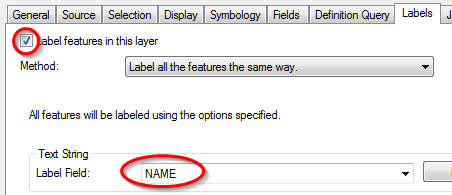 General Source Selection Display Symbology Fields Definition Query Labels
Label features in this layer
Method: Label all the features the same way.
All features will be labeled using the options specified.
Text String
Label Field: NAME